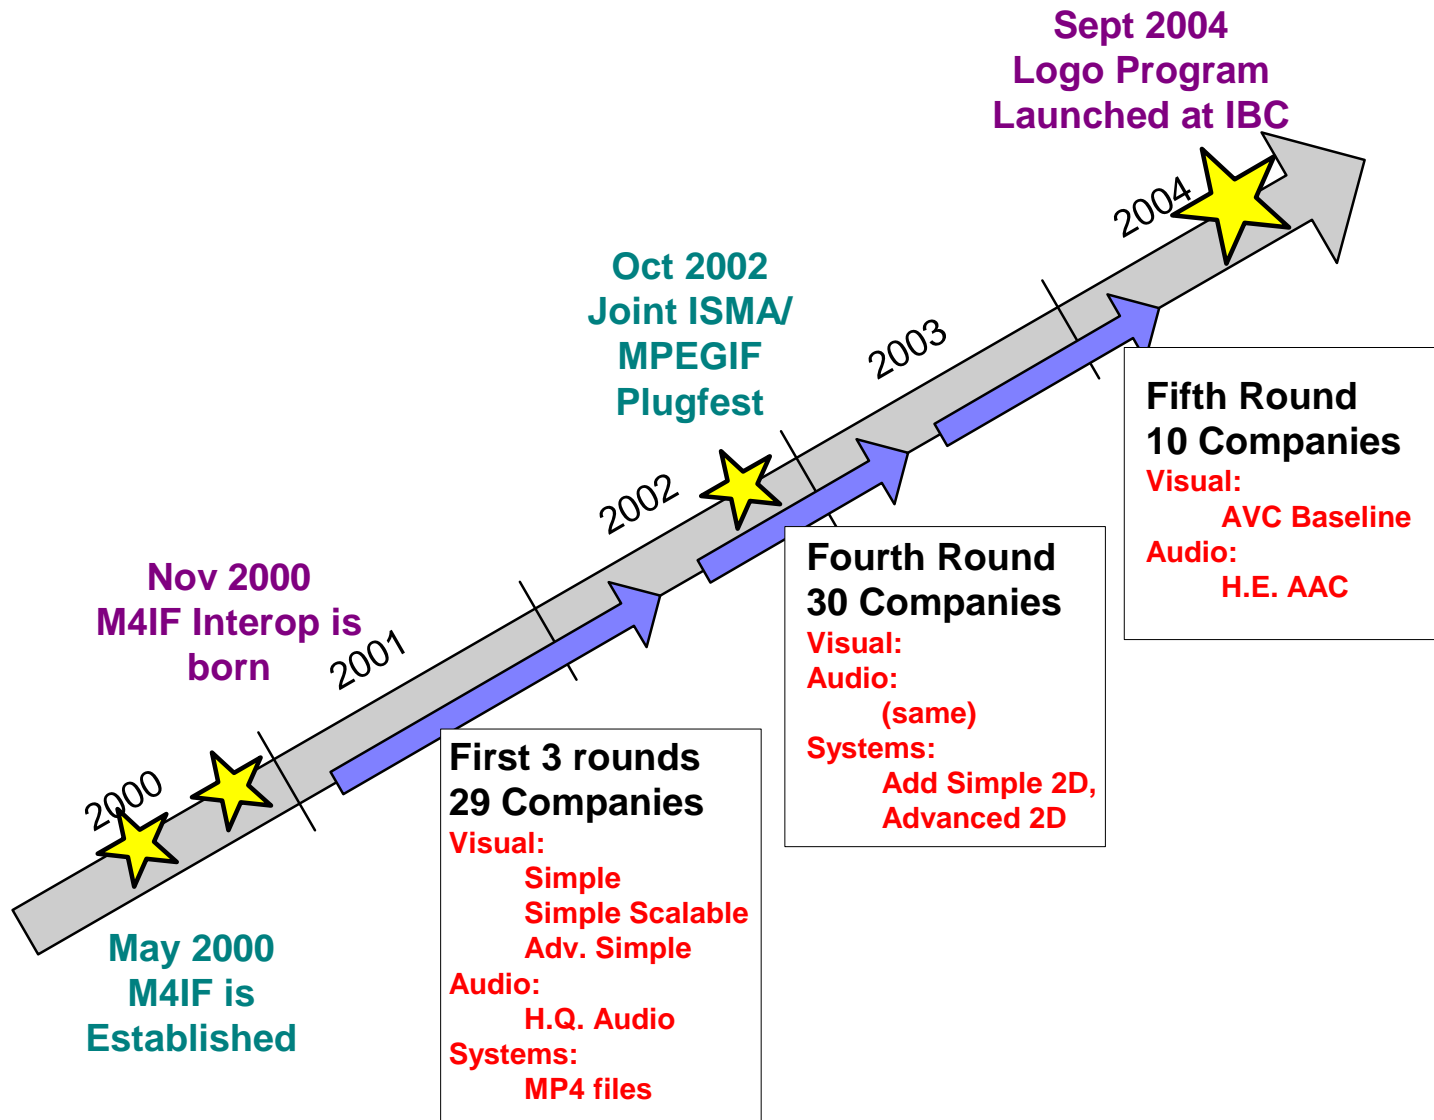 Sept 2004
Logo Program
Launched at IBC
2004
Oct 2002
Joint ISMA/
MPEGIF
Plugfest
2003
2002
Nov 2000
M4IF Interop is
born
2001
2000
May 2000
M4IF is
Established
First 3 rounds
29 Companies
Visual:
Simple
Simple Scalable
Adv. Simple
Audio:
H.Q. Audio
Systems:
MP4 files
Fourth Round
30 Companies
Visual:
Audio:
(same)
Systems:
Add Simple 2D,
Advanced 2D
Fifth Round
10 Companies
Visual:
AVC Baseline
Audio:
H.E. AAC